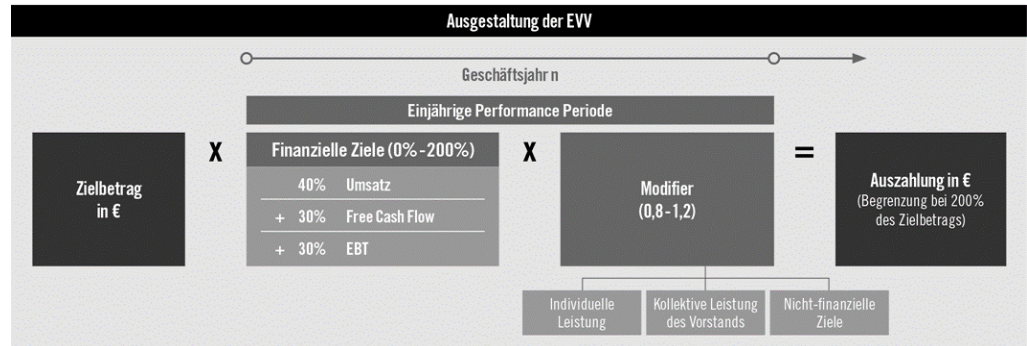 Ausgestaltung der EVV
Geschäftsjahr n
Einjährige Performance Periode
Zielbetrag
in €
X
Finanzielle Ziele (0%-200%)
40% Umsatz
+ 30% Free Cash Flow
+ 30% EBT
X
Modifier
(0,8-1,2)
=
Auszahlung in €
(Begrenzung bei 200%
des Zielbetrags)
Individuelle
Leistung
Kollektive Leistung
des Vorstands
Nicht-finanzielle
Ziele